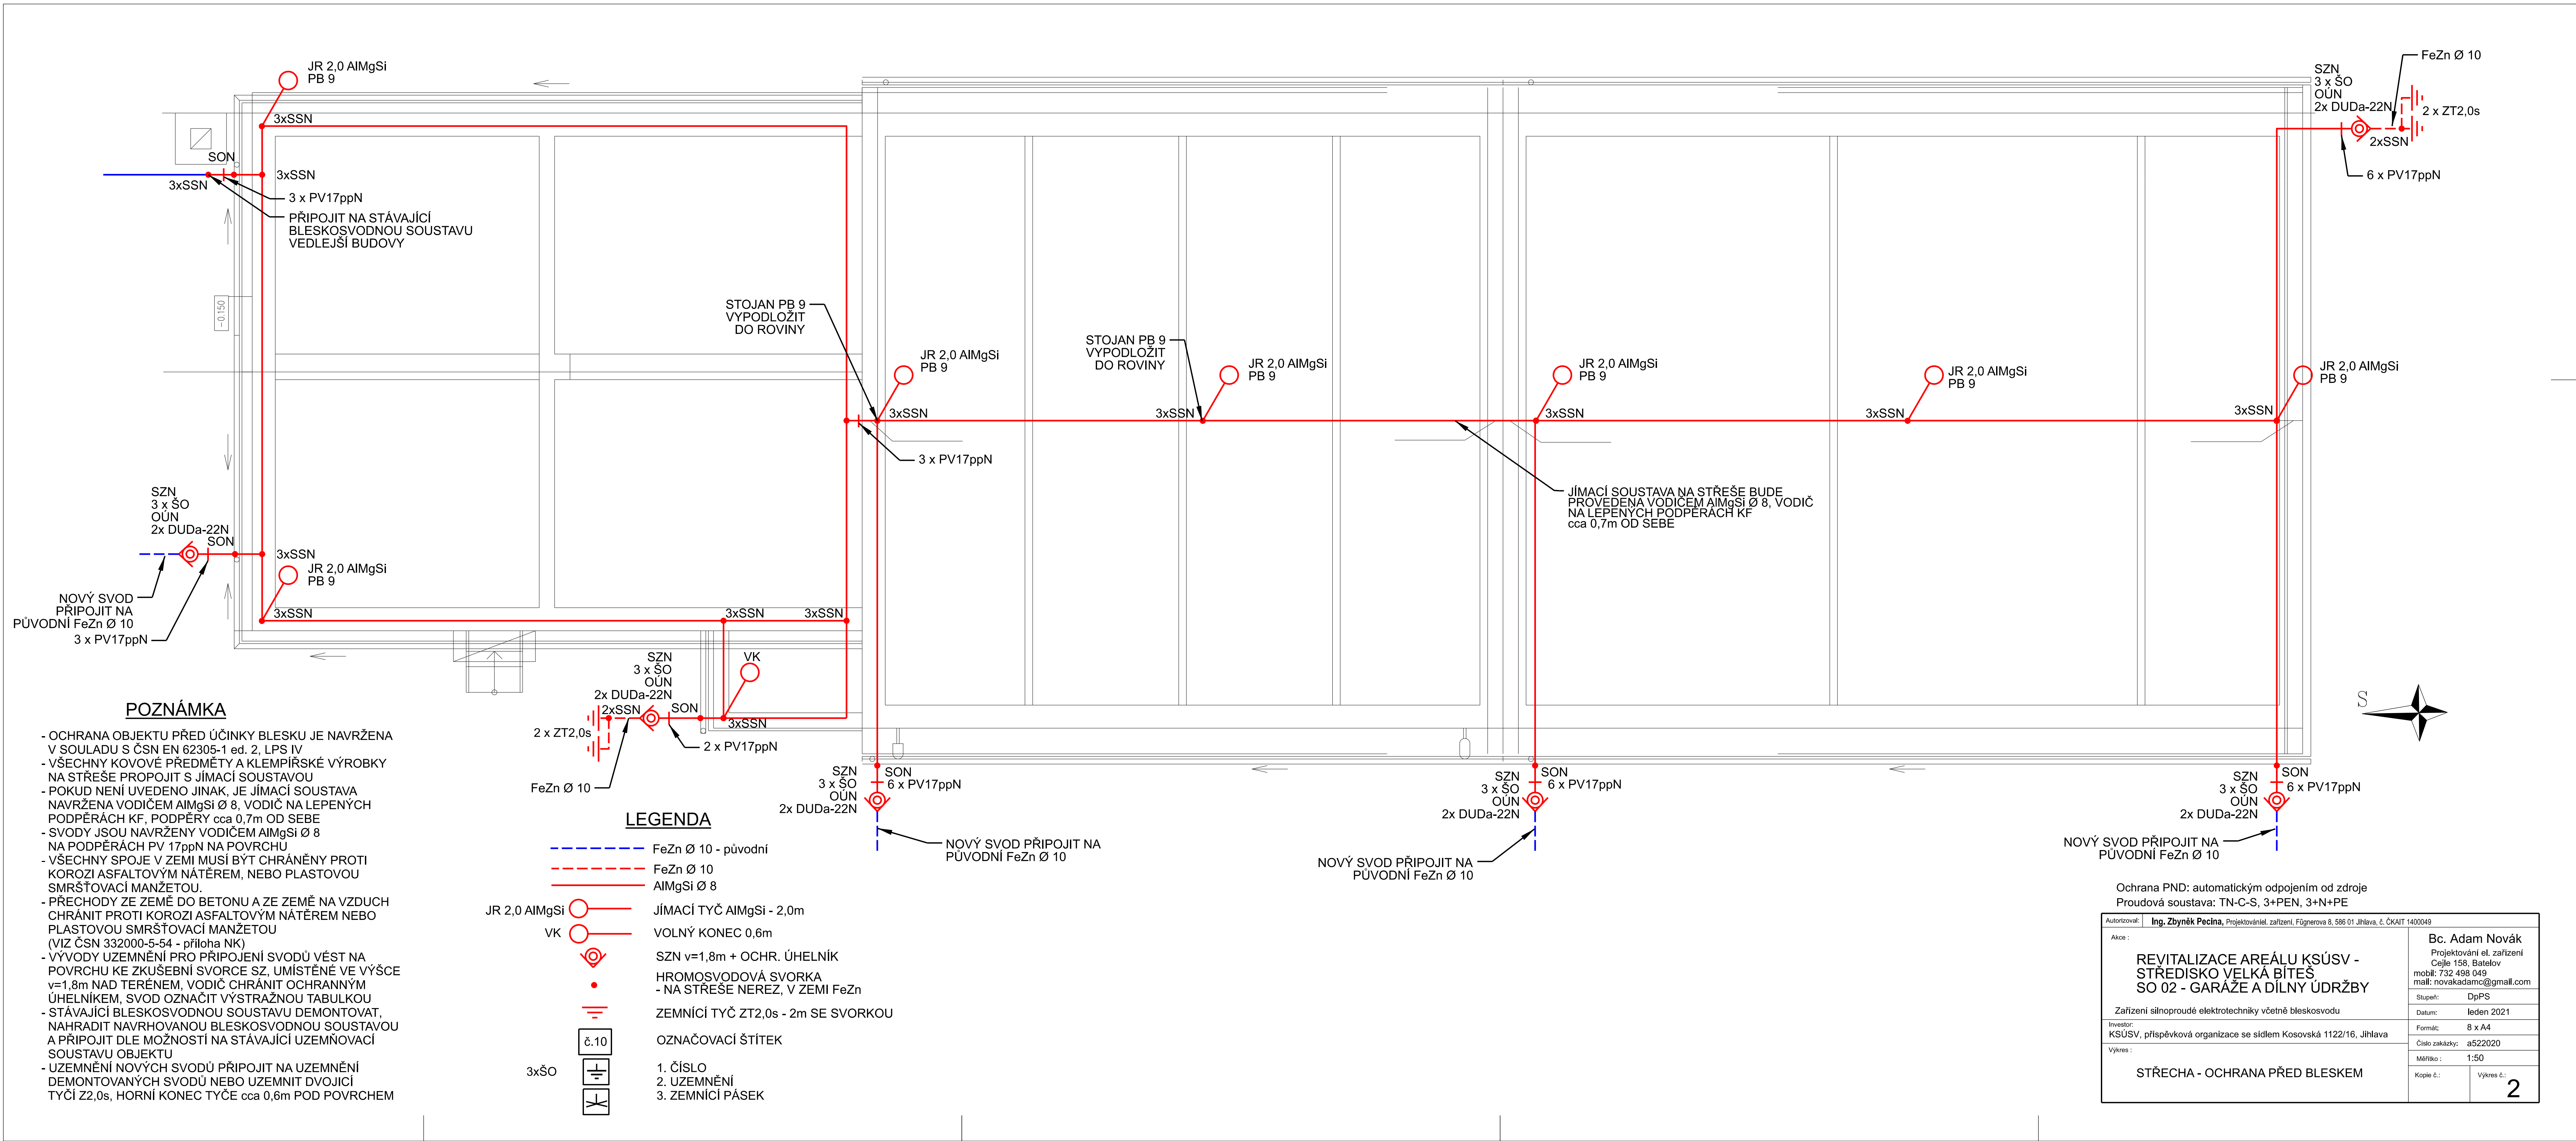 JR 2,0 AlMgSi
PB 9
3xSSN
SON
3xSSN
3xSSN
3 x PV17ppN
PŘIPOJIT NA STÁVAJÍCÍ
BLESKOSVODNOU SOUSTAVU
VEDLEJŠÍ BUDOVY
-0.150
STOJAN PB 9
VYPODLOŽIT
DO ROVINY
JR 2,0 AlMgSi
PB 9
3xSSN
3 x PV17ppN
STOJAN PB 9
VYPODLOŽIT
DO ROVINY
JR 2,0 AlMgSi
PB 9
3xSSN
JR 2,0 AlMgSi
PB 9
3xSSN
JR 2,0 AlMgSi
PB 9
3xSSN
JR 2,0 AlMgSi
PB 9
3xSSN
JÍMACÍ SOUSTAVA NA STŘEŠE BUDE
PROVEDENA VODIČEM AlMgSi Ø 8, VODIČ
NA LEPENÝCH PODPĚRÁCH KF
cca 0,7m OD SEBE
FeZn Ø 10
SZN
3 x ŠO
OÚN
2x DUDa-22N
2 x ZT2,0s
2xSSN
6 x PV17ppN
SZN
3 x ŠO
OÚN
2x DUDa-22N
SON
3xSSN
JR 2,0 AlMgSi
PB 9
NOVÝ SVOD
PŘIPOJIT NA
PŮVODNÍ FeZn Ø 10
3 x PV17ppN
3xSSN
3xSSN
3xSSN
SZN
3 x ŠO
OÚN
2x DUDa-22N
VK
2xSSN
SON
3xSSN
2 x ZT2,0s
2 x PV17ppN
FeZn Ø 10
SZN
3 x ŠO
OÚN
2x DUDa-22N
SON
6 x PV17ppN
NOVÝ SVOD PŘIPOJIT NA
PŮVODNÍ FeZn Ø 10
SZN
3 x ŠO
OÚN
2x DUDa-22N
SON
6 x PV17ppN
NOVÝ SVOD PŘIPOJIT NA
PŮVODNÍ FeZn Ø 10
SZN
3 x ŠO
OÚN
2x DUDa-22N
SON
6 x PV17ppN
NOVÝ SVOD PŘIPOJIT NA
PŮVODNÍ FeZn Ø 10
S
POZNÁMKA
- OCHRANA OBJEKTU PŘED ÚČINKY BLESKU JE NAVRŽENA
V SOULADU S ČSN EN 62305-1 ed. 2, LPS IV
- VŠECHNY KOVOVÉ PŘEDMĚTY A KLEMPÍŘSKÉ VÝROBKY
NA STŘEŠE PROPOJIT S JÍMACÍ SOUSTAVOU
- POKUD NENÍ UVEDENO JINAK, JE JÍMACÍ SOUSTAVA
NAVRŽENA VODIČEM AlMgSi Ø 8, VODIČ NA LEPENÝCH
PODPĚRÁCH KF, PODPĚRY cca 0,7m OD SEBE
- SVODY JSOU NAVRŽENY VODIČEM AlMgSi Ø 8
NA PODPĚRÁCH PV 17ppN NA POVRCHU
- VŠECHNY SPOJE V ZEMI MUSÍ BÝT CHRÁNĚNY PROTI
KOROZI ASFALTOVÝM NÁTĚREM, NEBO PLASTOVOU
SMRŠŤOVACÍ MANŽETOU.
- PŘECHODY ZE ZEMĚ DO BETONU A ZE ZEMĚ NA VZDUCH
CHRÁNIT PROTI KOROZI ASFALTOVÝM NÁTĚREM NEBO
PLASTOVOU SMRŠŤOVACÍ MANŽETOU
(VIZ ČSN 332000-5-54 - příloha NK)
- VÝVODY UZEMNĚNÍ PRO PŘIPOJENÍ SVODŮ VÉST NA
POVRCHU KE ZKUŠEBNÍ SVORCE SZ, UMÍSTĚNÉ VE VÝŠCE
v=1,8m NAD TERÉNEM, VODIČ CHRÁNIT OCHRANNÝM
ÚHELNÍKEM, SVOD OZNAČIT VÝSTRAŽNOU TABULKOU
- STÁVAJÍCÍ BLESKOSVODNOU SOUSTAVU DEMONTOVAT,
NAHRADIT NAVRHOVANOU BLESKOSVODNOU SOUSTAVOU
A PŘIPOJIT DLE MOŽNOSTÍ NA STÁVAJÍCÍ UZEMŇOVACÍ
SOUSTAVU OBJEKTU
- UZEMNĚNÍ NOVÝCH SVODŮ PŘIPOJIT NA UZEMNĚNÍ
DEMONTOVANÝCH SVODŮ NEBO UZEMNIT DVOJICÍ
TYČÍ Z2,0s, HORNÍ KONEC TYČE cca 0,6m POD POVRCHEM
LEGENDA
FeZn Ø 10 - původní
FeZn Ø 10
AlMgSi Ø 8
JR 2,0 AlMgSi JÍMACÍ TYČ AlMgSi - 2,0m
VK VOLNÝ KONEC 0,6m
SZN v=1,8m + OCHR. ÚHELNÍK
HROMOSVODOVÁ SVORKA
- NA STŘEŠE NEREZ, V ZEMI FeZn
ZEMNÍCÍ TYČ ZT2,0s - 2m SE SVORKOU
č.10 OZNAČOVACÍ ŠTÍTEK
3xŠO
1. ČÍSLO
2. UZEMNĚNÍ
3. ZEMNÍCÍ PÁSEK
Ochrana PND: automatickým odpojením od zdroje
Proudová soustava: TN-C-S, 3+PEN, 3+N+PE
Autorizoval: Ing. Zbyněk Pecina, Projektováníel. zařízení, Fügnerova 8, 586 01 Jihlava, č. ČKAIT 1400049
Akce :
REVITALIZACE AREÁLU KSÚSV -
STŘEDISKO VELKÁ BÍTEŠ
SO 02 - GARÁŽE A DÍLNY ÚDRŽBY
Zařízení silnoproudé elektrotechniky včetně bleskosvodu
Investor:
KSÚSV, příspěvková organizace se sídlem Kosovská 1122/16, Jihlava
Výkres :
STŘECHA - OCHRANA PŘED BLESKEM
Bc. Adam Novák
Projektování el. zařízení
Cejle 158, Batelov
mobil: 732 498 049
mail: novakadamc@gmail.com
Stupeň: DpPS
Datum: leden 2021
Formát; 8 x A4
Číslo zakázky: a522020
Měřítko : 1:50
Kopie č.:
Výkres č.:
2